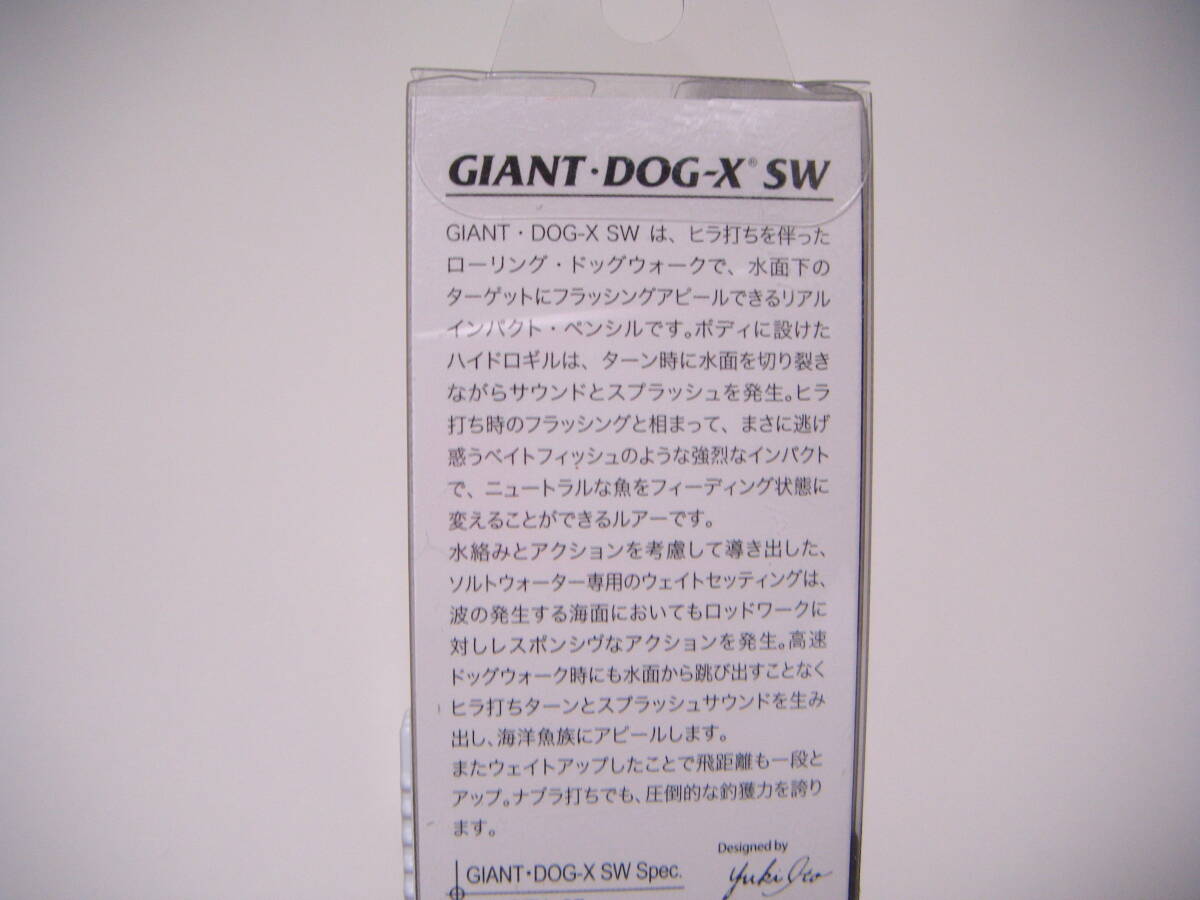 GIANT・DOG-X® SW
GIANT・DOG-X SW は、ヒラ打ちを伴った
ローリング・ドッグウォークで、水面下の
ターゲットにフラッシングアピールできるリアル
インパクト・ペンシルです。ボディに設けた
ハイドロギルは、ターン時に水面を切り裂き
ながらサウンドとスプラッシュを発生。ヒラ
打ち時のフラッシングと相まって、まさに逃げ
惑うベイトフィッシュのような強烈なインパクト
で、ニュートラルな魚をフィーディング状態に
変えることができるルアーです。
水絡みとアクションを考慮して導き出した、
ソルトウォーター専用のウェイトセッティングは、
波の発生する海面においてもロッドワークに
対しレスポンシヴなアクションを発生。高速
ドッグウォーク時にも水面から跳び出すことなく
ヒラ打ちターンとスプラッシュサウンドを生み
出し、海洋魚族にアピールします。
またウェイトアップしたことで飛距離も一段と
アップ。ナブラ打ちでも、圧倒的な釣獲力を誇り
ます。
Designed by
Yuki Ito
GIANT・DOG-X SW Spec.